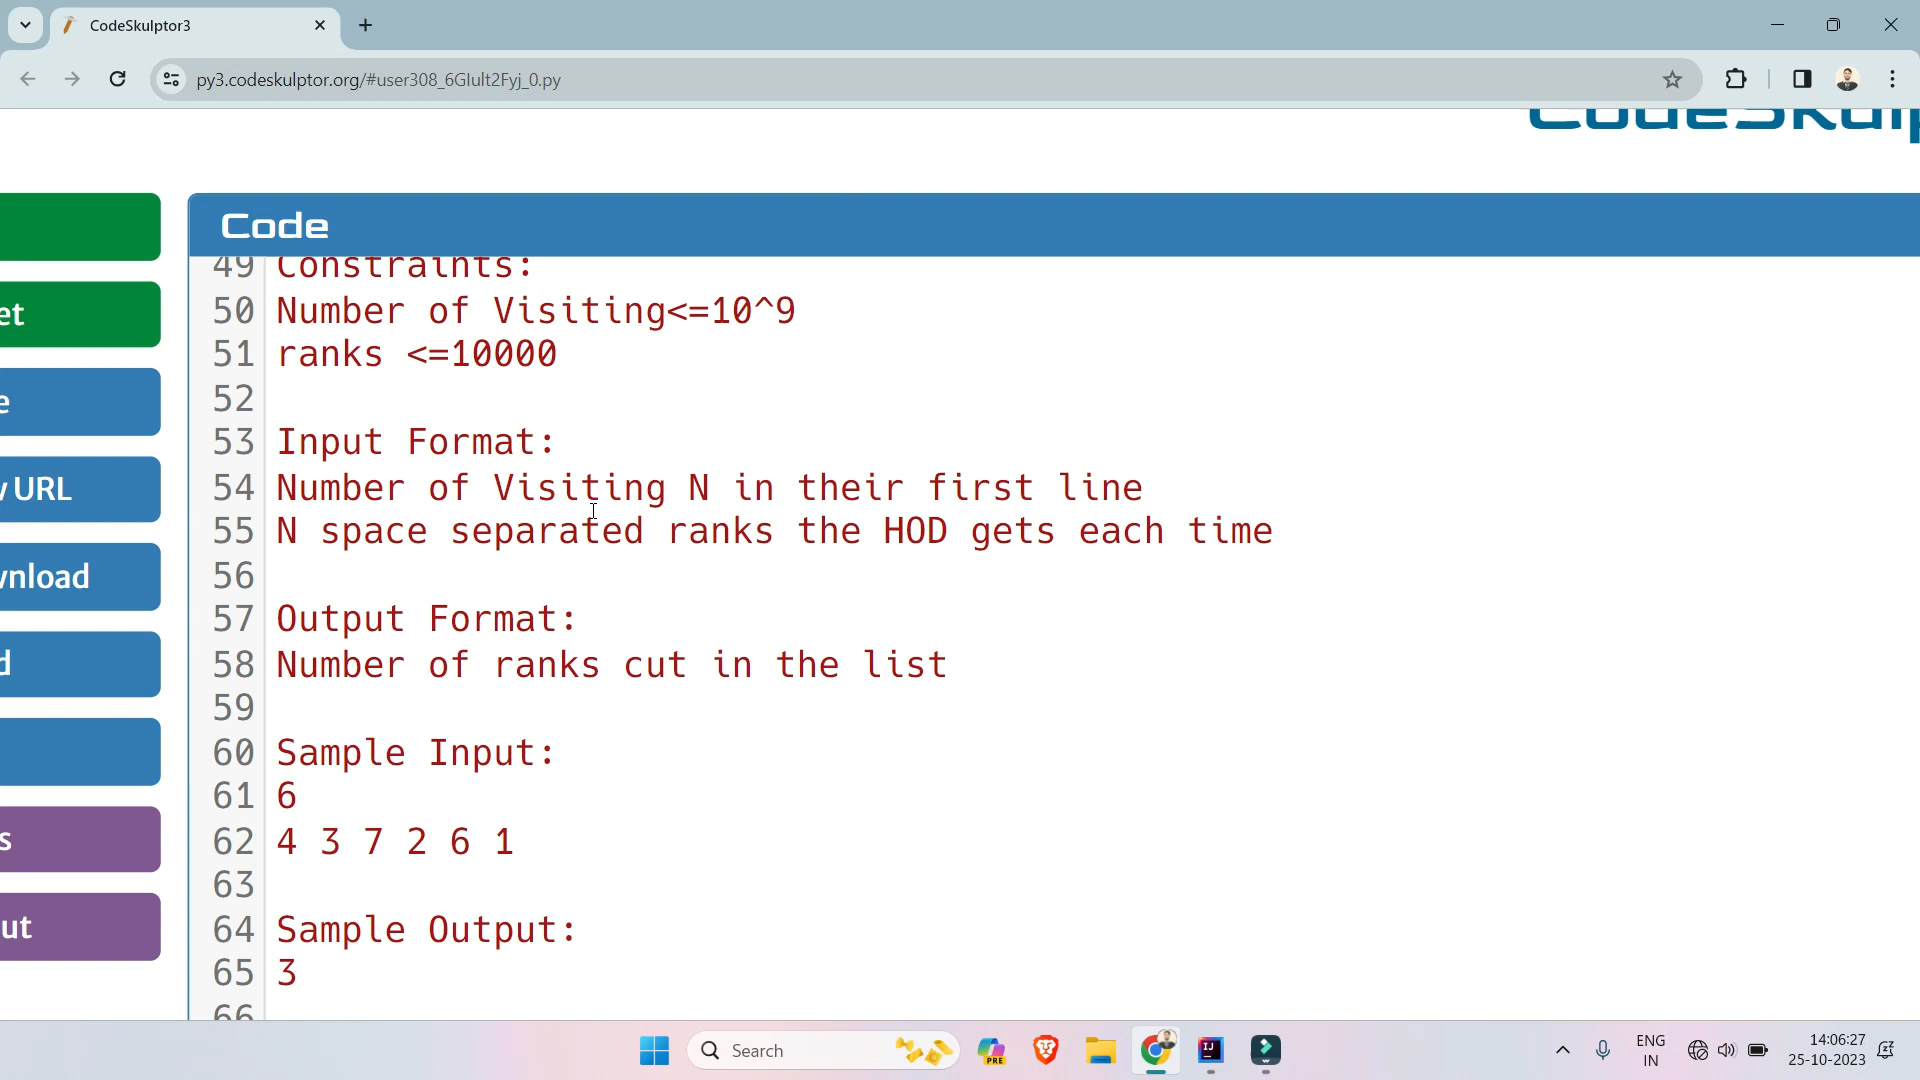 CodeSkulptor3
py3.codeskulptor.org/#user308_6GIult2Fyj_0.py
Code
49 Constraints:
50 Number of Visiting<=10^9
51 ranks <=10000
52
53 Input Format:
54 Number of Visiting N in their first line
55 N space separated ranks the HOD gets each time
56
57 Output Format:
58 Number of ranks cut in the list
59
60 Sample Input:
61 6
62 4 3 7 2 6 1
63
64 Sample Output:
65 3
66
URL
Search
PRE
IJ
ENG
IN
14:06:27
25-10-2023